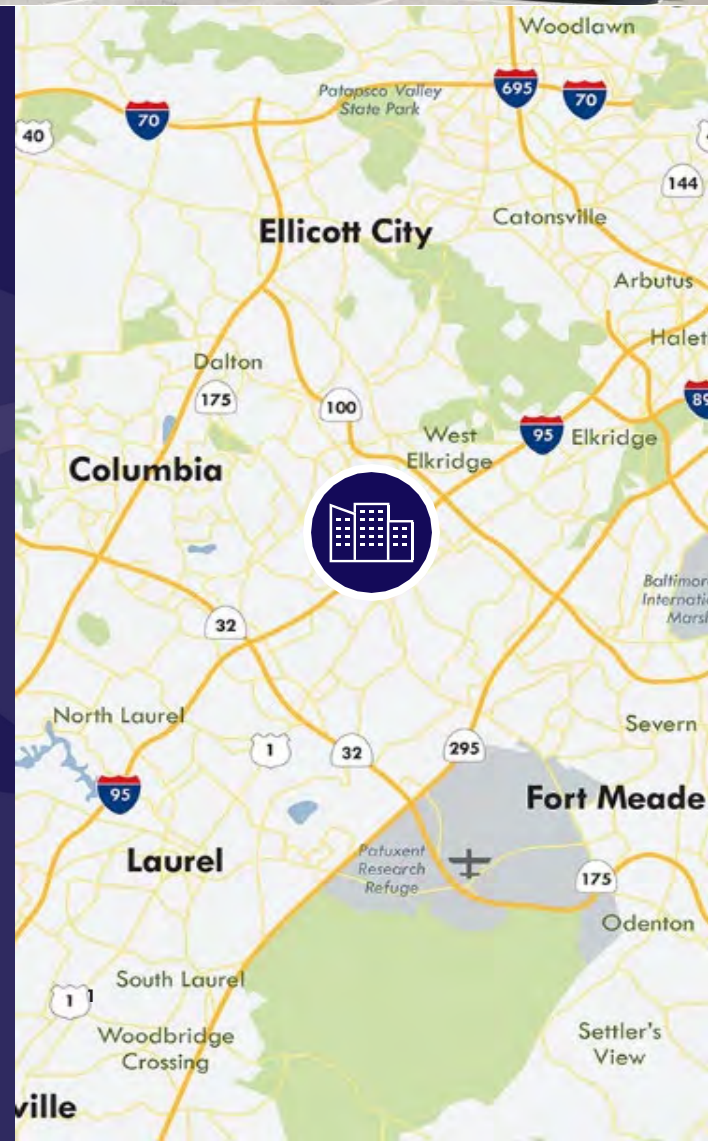 Woodlawn
Patapsco Valley
State Park
695
70
70
40
144
Ellicott City
Catonsville
Arbutus
Halet
Dalton
175
100
89
West
Elkridge
95
Elkridge
Columbia
Baltimor
Internatio
Marsh
32
North Laurel
1
32
295
Severn
95
Fort Meade
Laurel
Patuxent
Research
Refuge
175
Odenton
South Laurel
1
1
Woodbridge
Crossing
Settler's
View
ville